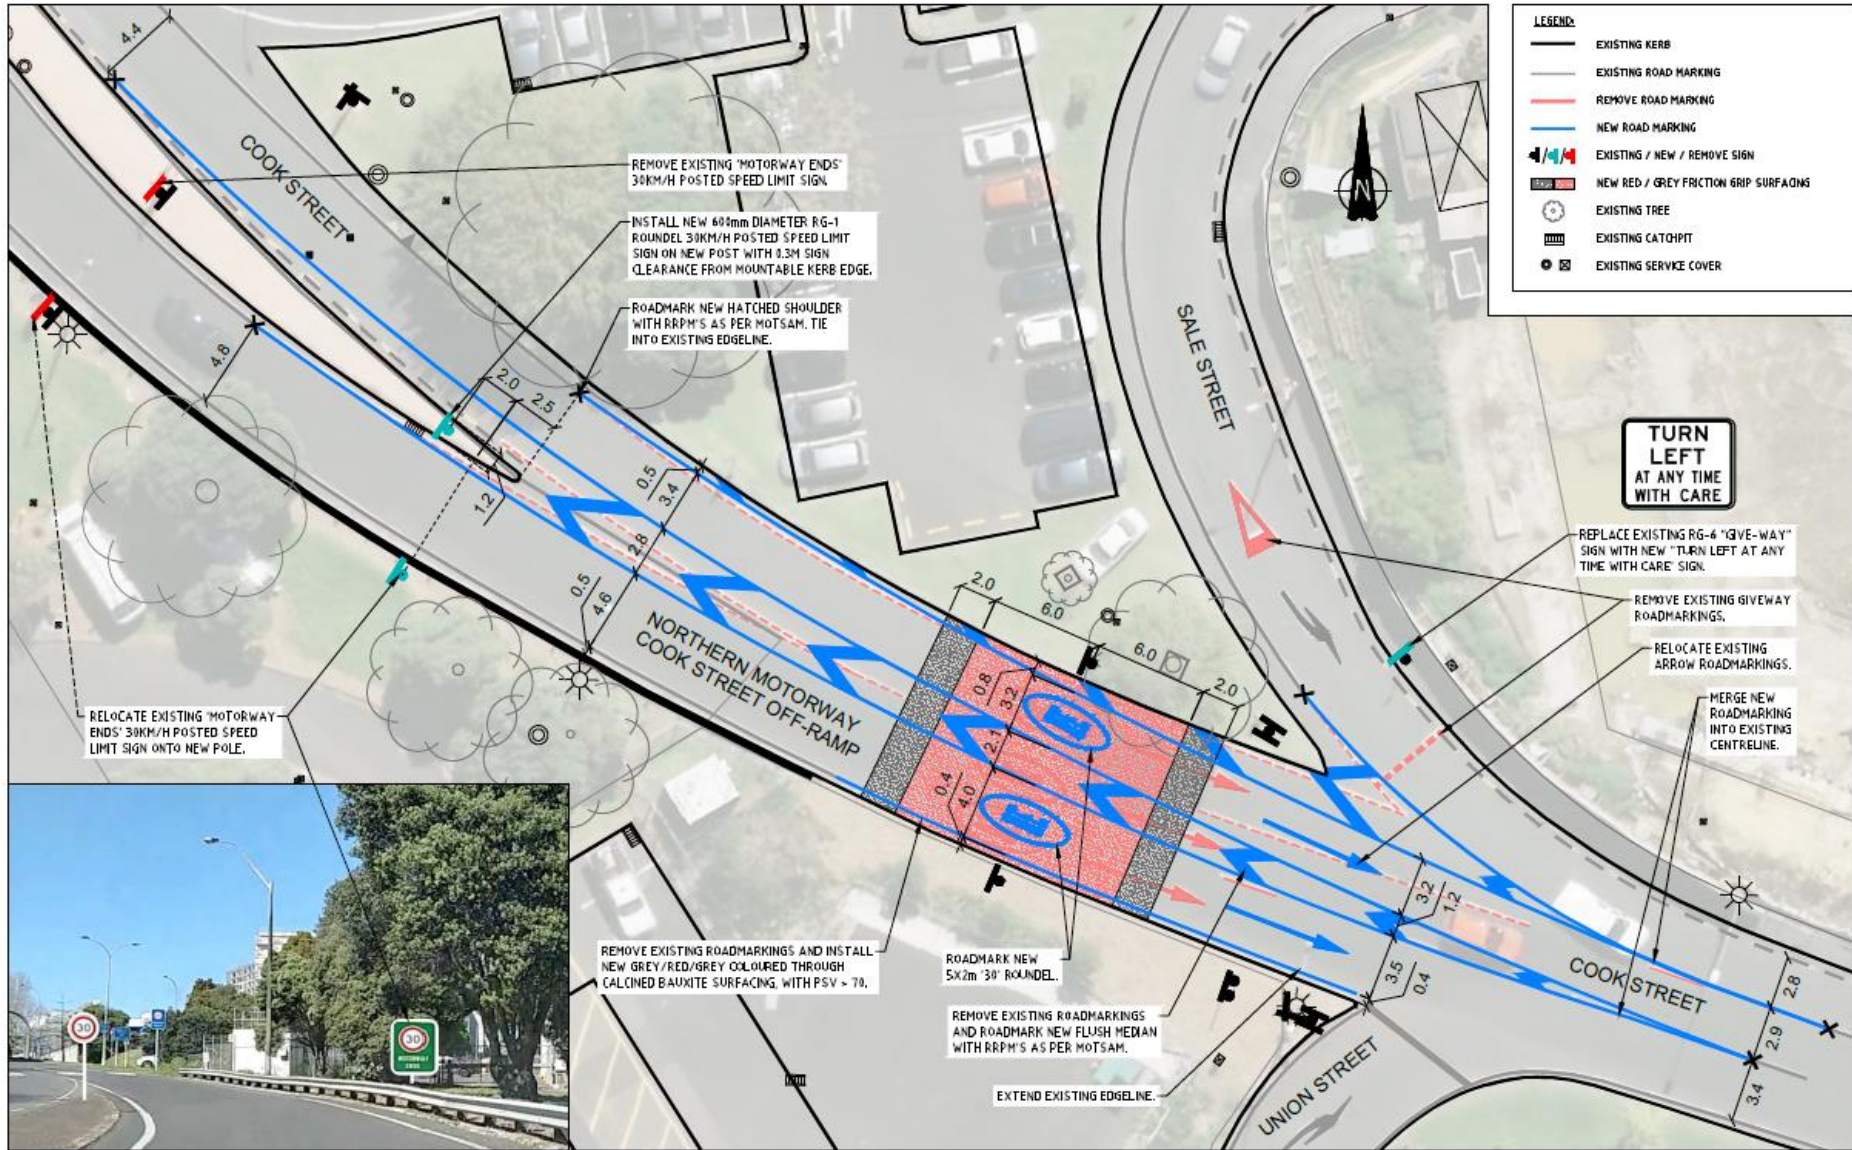 LEGEND:
EXISTING KERB
EXISTING ROAD MARKING
REMOVE ROAD MARKING
NEW ROAD MARKING
EXISTING / NEW / REMOVE SIGN
NEW RED / GREY FRICTION GRIP SURFACING
EXISTING TREE
EXISTING CATCHPIT
EXISTING SERVICE COVER
N
4.4
COOK STREET
REMOVE EXISTING 'MOTORWAY ENDS'
30KM/H POSTED SPEED LIMIT SIGN.
INSTALL NEW 600mm DIAMETER RG-1
ROUNDEL 30KM/H POSTED SPEED LIMIT
SIGN ON NEW POST WITH 0.3M SIGN
CLEARANCE FROM MOUNTABLE KERB EDGE.
ROADMARK NEW HATCHED SHOULDER
WITH RRPM'S AS PER MOTSAM. TIE
INTO EXISTING EDGELINE.
SALE STREET
4.8
2.0
2.5
1.2
0.5
3.4
2.8
0.5
4.6
TURN
LEFT
AT ANY TIME
WITH CARE
REPLACE EXISTING RG-6 "GIVE-WAY"
SIGN WITH NEW "TURN LEFT AT ANY
TIME WITH CARE' SIGN.
REMOVE EXISTING GIVEWAY
ROADMARKINGS.
RELOCATE EXISTING
ARROW ROADMARKINGS.
MERGE NEW
ROADMARKING
INTO EXISTING
CENTRELINE.
NORTHERN MOTORWAY
COOK STREET OFF-RAMP
2.0
6.0
6.0
2.0
0.8
3.2
2.1
0.4
4.0
RELOCATE EXISTING 'MOTORWAY
ENDS' 30KM/H POSTED SPEED
LIMIT SIGN ONTO NEW POLE.
REMOVE EXISTING ROADMARKINGS AND INSTALL
NEW GREY/RED/GREY COLOURED THROUGH
CALCINED BAUXITE SURFACING, WITH PSV > 70.
ROADMARK NEW
5X2m '30' ROUNDEL.
REMOVE EXISTING ROADMARKINGS
AND ROADMARK NEW FLUSH MEDIAN
WITH RRPM'S AS PER MOTSAM.
EXTEND EXISTING EDGELINE.
3.2
1.2
3.5
0.4
COOK STREET
2.8
2.9
3.4
UNION STREET
30
30
MOTORWAY
ENDS